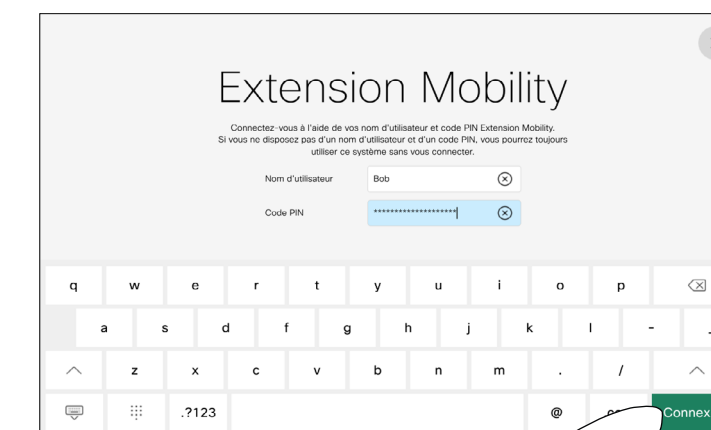 Extension Mobility
Connectez-vous à l'aide de vos nom d'utilisateur et code PIN Extension Mobility.
Si vous ne disposez pas d'un nom d'utilisateur et d'un code PIN, vous pourrez toujours
utiliser ce système sans vous connecter.
Nom d'utilisateur Bob
Code PIN ********************
q w e r t y u i o p
a s d f g h j k l -
z x c v b n m . /
.?123 @